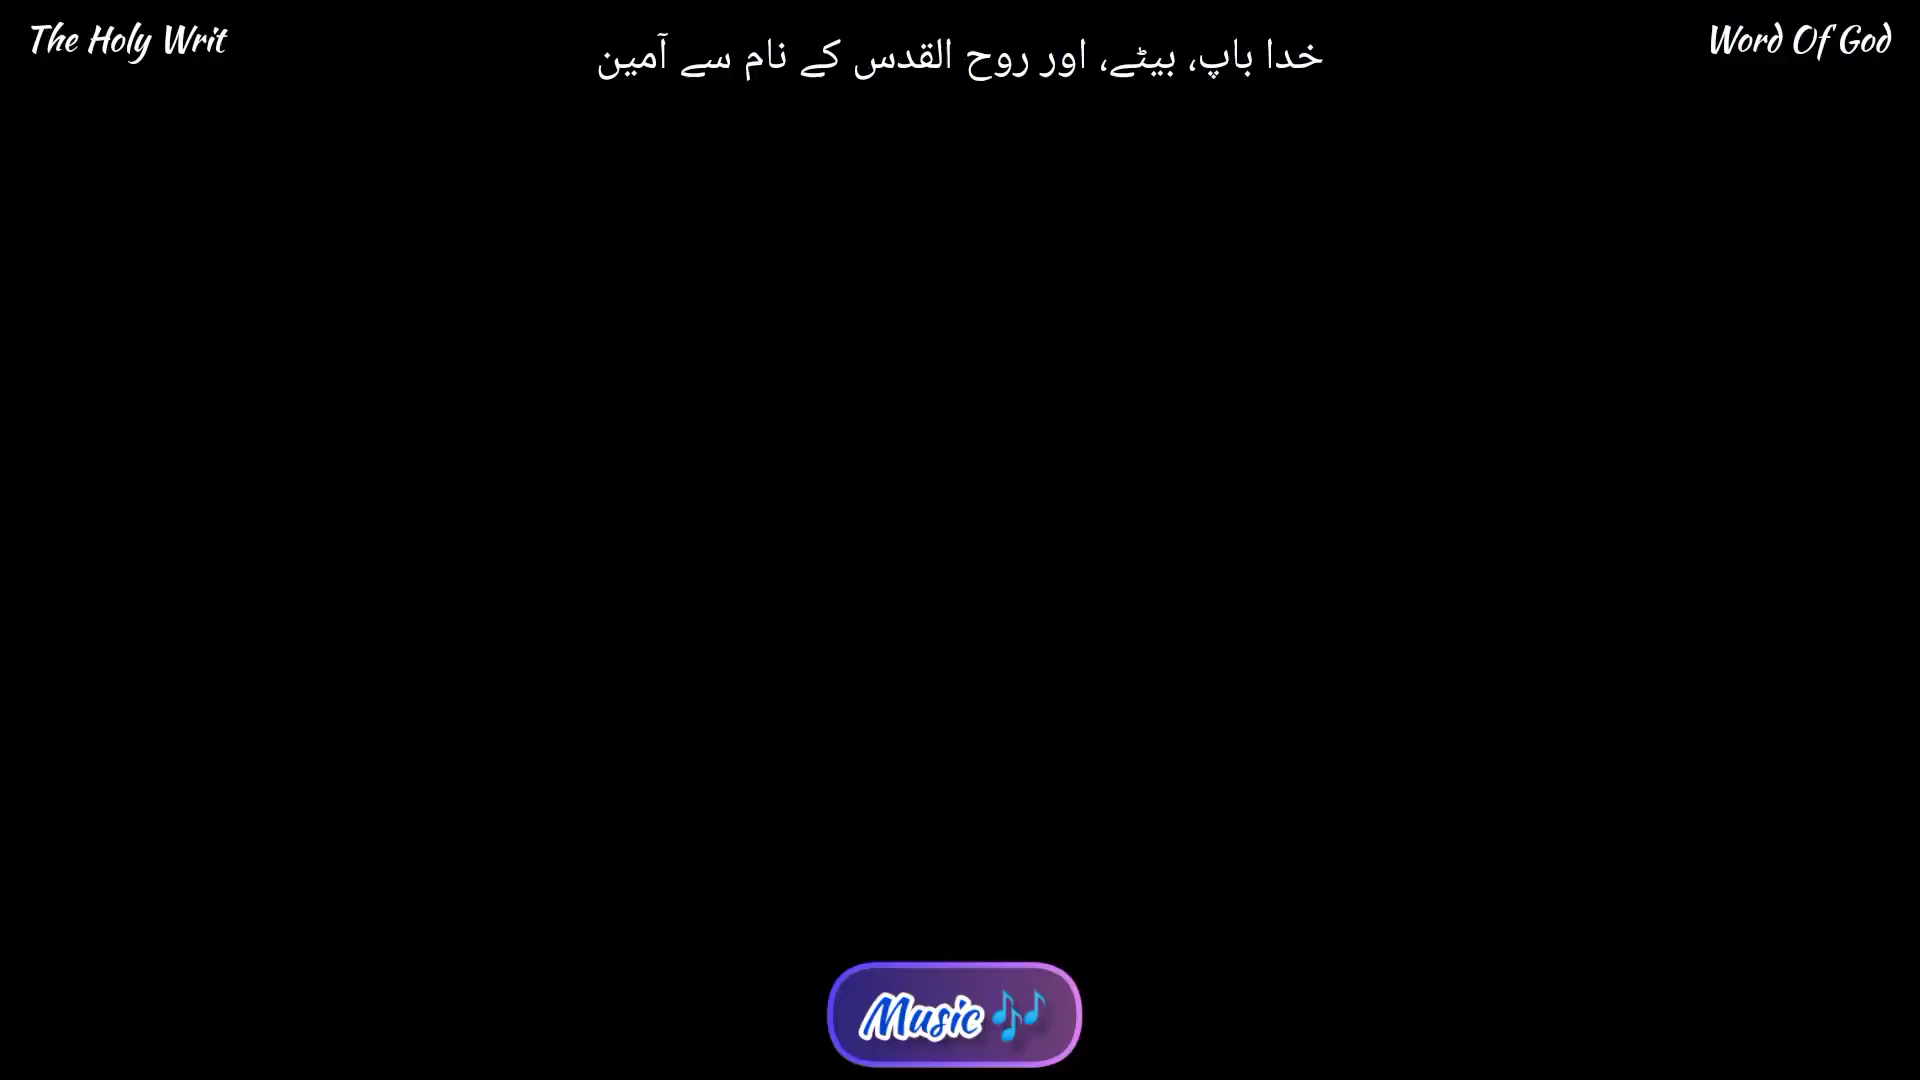 The Holy Writ
خدا باپ، بیٹے، اور روح القدس کے نام سے آمین
Word Of God
Music 🎶